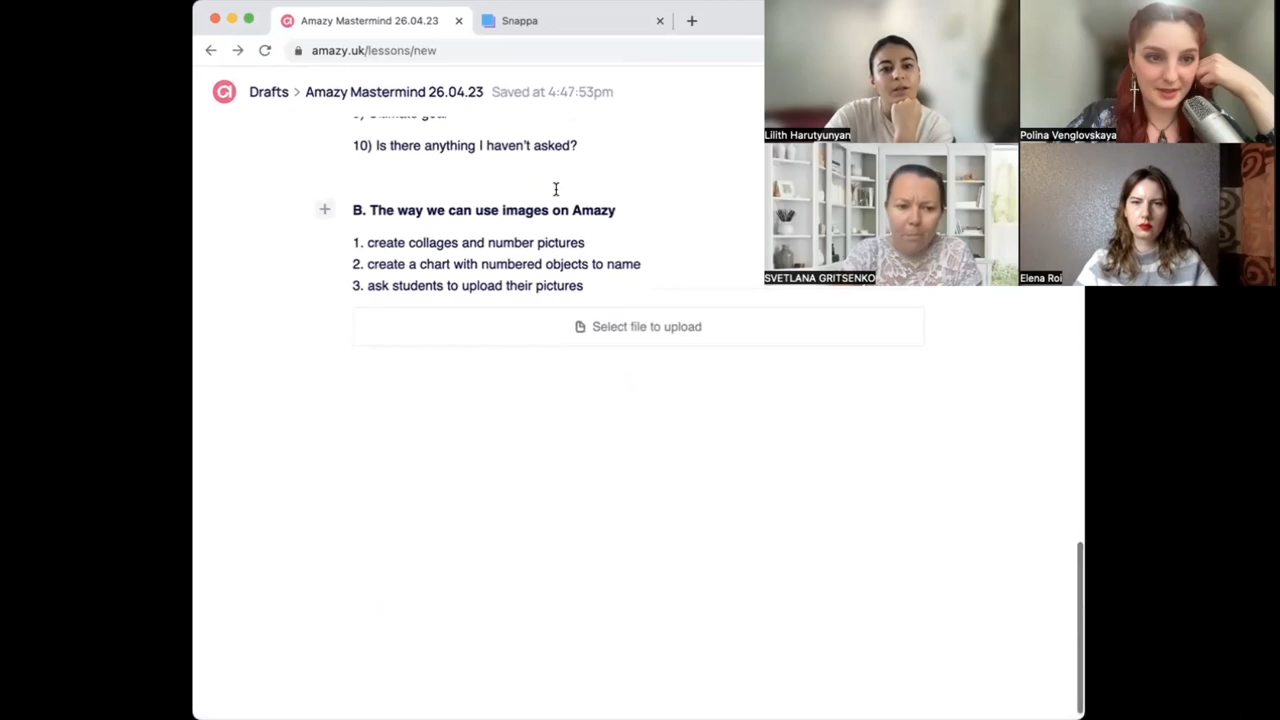 Amazy Mastermind 26.04.23
Snappa
amazy.uk/lessons/new
Drafts > Amazy Mastermind 26.04.23 Saved at 4:47:53pm
10) Is there anything I haven't asked?
B. The way we can use images on Amazy
1. create collages and number pictures
2. create a chart with numbered objects to name
3. ask students to upload their pictures
Select file to upload
Lilith Harutyunyan
Polina Venglovskaya
SVETLANA GRITSENKO
Elena Roi